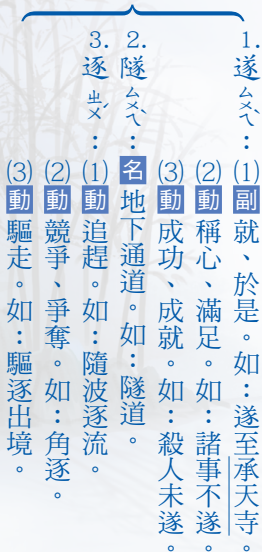 1. 遂ㄙㄨㄟˋ：(1)副就、於是。如：遂至承天寺。
(2)動稱心、滿足。如：諸事不遂。
(3)動成功、成就。如：殺人未遂。
2. 隧ㄙㄨㄟˋ：名地下通道。如：隧道。
3. 逐ㄓㄨˊ：(1)動追趕。如：隨波逐流。
(2)動競爭、爭奪。如：角逐。
(3)動驅走。如：驅逐出境。